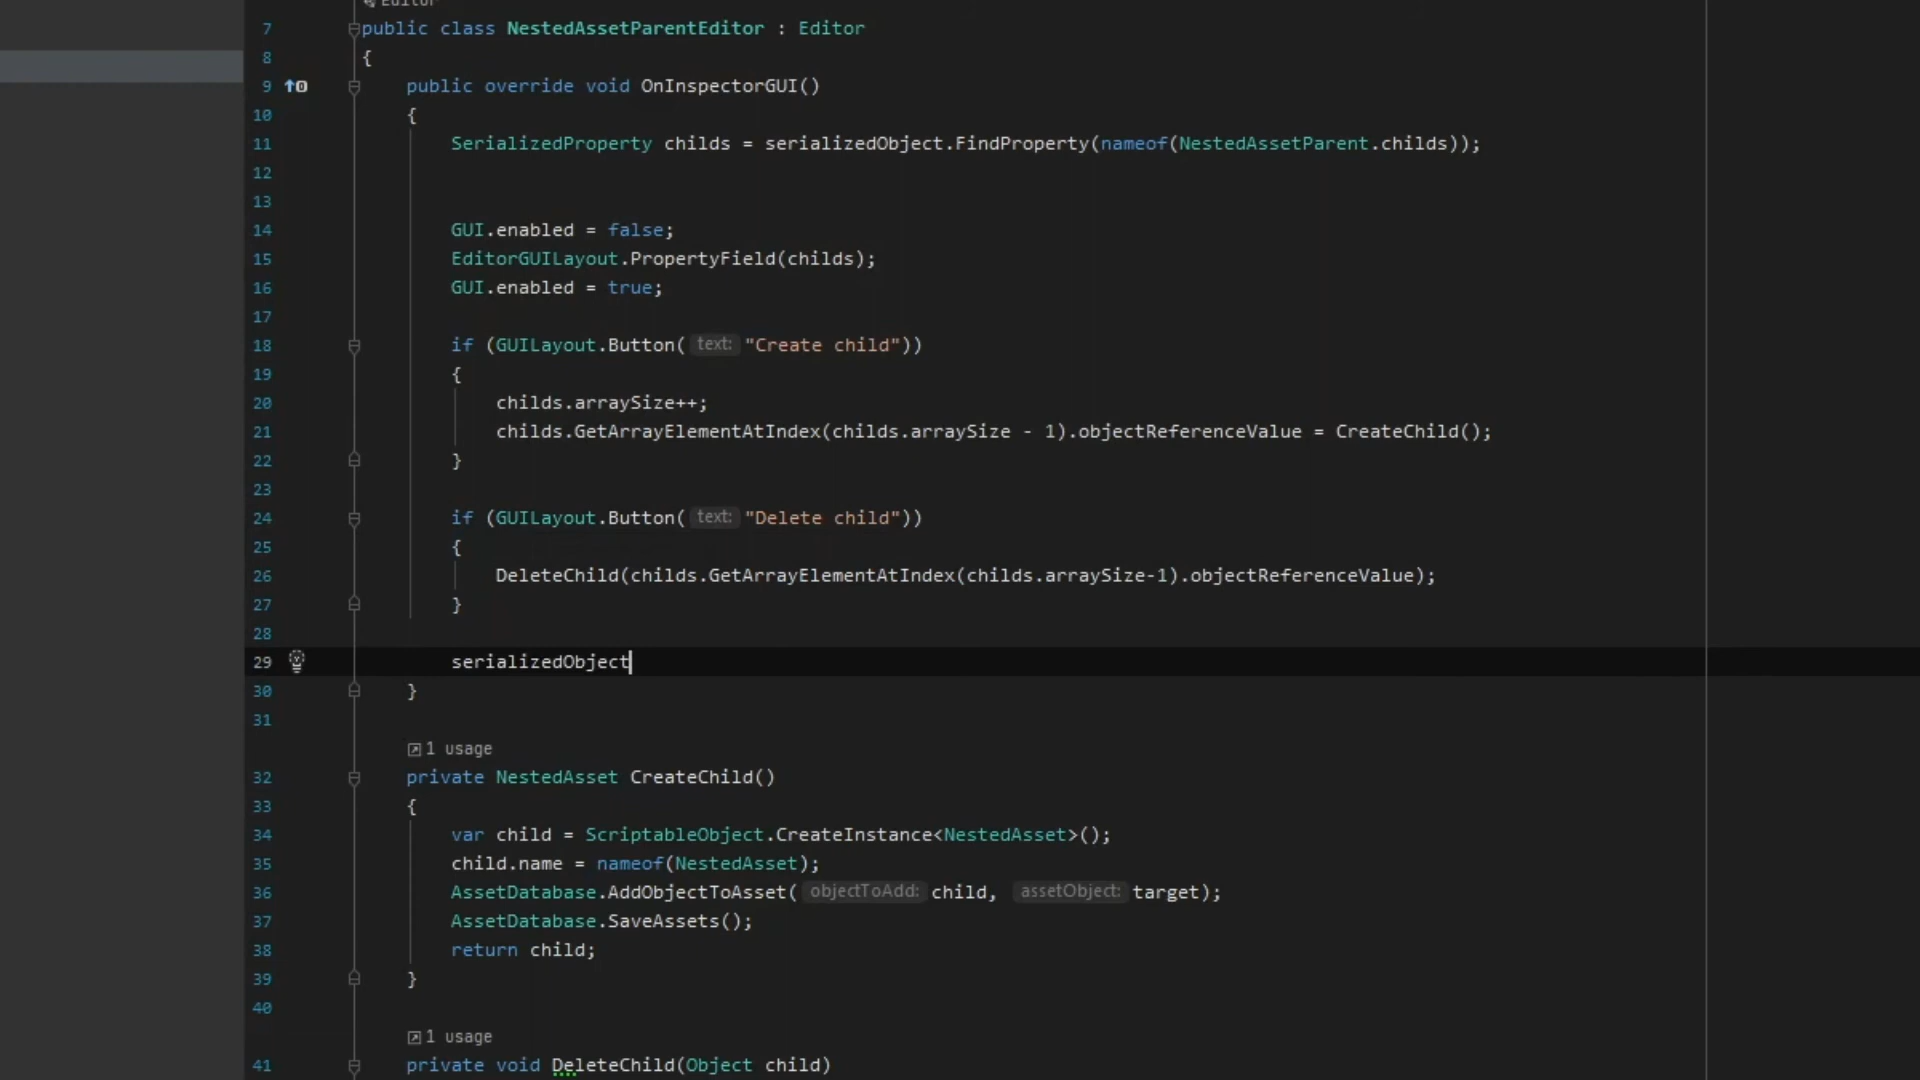 Editor
7 public class NestedAssetParentEditor : Editor
8 {
9 public override void OnInspectorGUI()
10 {
11 SerializedProperty childs = serializedObject.FindProperty(nameof(NestedAssetParent.childs));
12
13
14 GUI.enabled = false;
15 EditorGUILayout.PropertyField(childs);
16 GUI.enabled = true;
17
18 if (GUILayout.Button( text: "Create child"))
19 {
20 childs.arraySize++;
21 childs.GetArrayElementAtIndex(childs.arraySize - 1).objectReferenceValue = CreateChild();
22 }
23
24 if (GUILayout.Button( text: "Delete child"))
25 {
26 DeleteChild(childs.GetArrayElementAtIndex(childs.arraySize-1).objectReferenceValue);
27 }
28
29 serializedObject
30 }
31
1 usage
32 private NestedAsset CreateChild()
33 {
34 var child = ScriptableObject.CreateInstance<NestedAsset>();
35 child.name = nameof(NestedAsset);
36 AssetDatabase.AddObjectToAsset( objectToAdd: child, assetObject: target);
37 AssetDatabase.SaveAssets();
38 return child;
39 }
40
1 usage
41 private void DeleteChild(Object child)